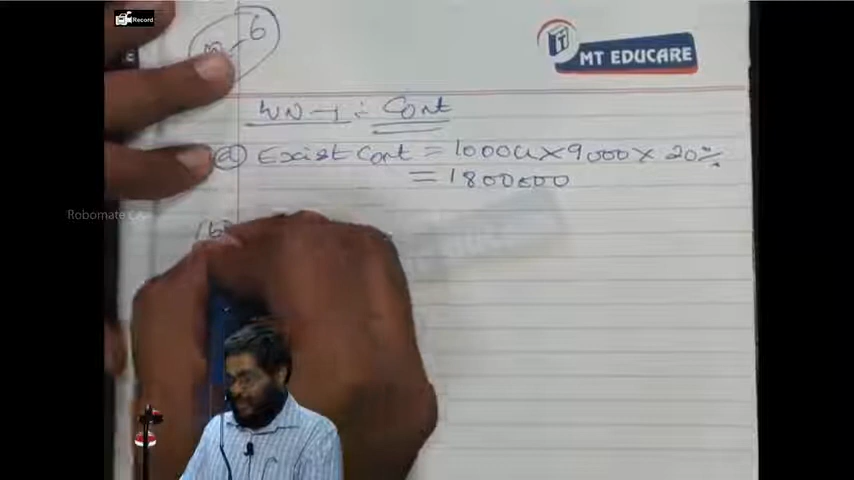 Record
6
MT EDUCARE
WN-1 : Cont
(a) Exist Cont = 1000u × 9000 × 20%
= 1800000
Robomate
(b)